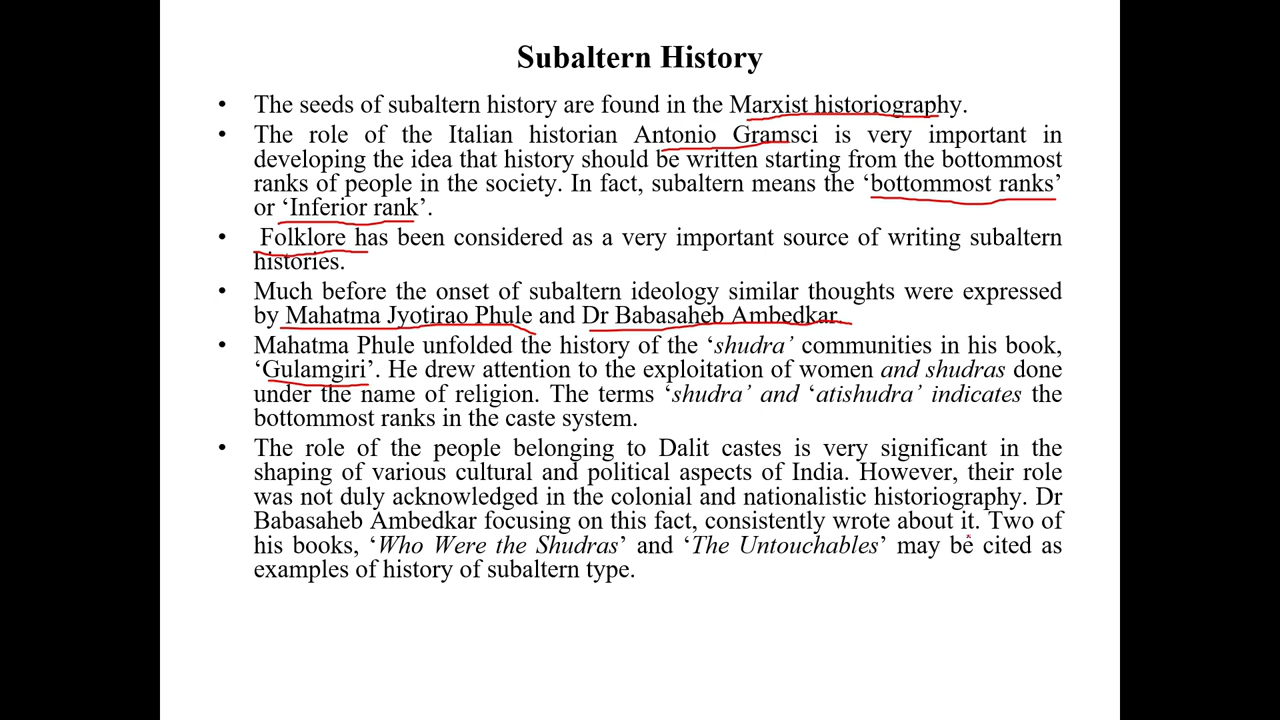 Subaltern History
• The seeds of subaltern history are found in the Marxist historiography.
• The role of the Italian historian Antonio Gramsci is very important in
developing the idea that history should be written starting from the bottommost
ranks of people in the society. In fact, subaltern means the ‘bottommost ranks’
or ‘Inferior rank’.
• Folklore has been considered as a very important source of writing subaltern
histories.
• Much before the onset of subaltern ideology similar thoughts were expressed
by Mahatma Jyotirao Phule and Dr Babasaheb Ambedkar.
• Mahatma Phule unfolded the history of the ‘shudra’ communities in his book,
‘Gulamgiri’. He drew attention to the exploitation of women and shudras done
under the name of religion. The terms ‘shudra’ and ‘atishudra’ indicates the
bottommost ranks in the caste system.
• The role of the people belonging to Dalit castes is very significant in the
shaping of various cultural and political aspects of India. However, their role
was not duly acknowledged in the colonial and nationalistic historiography. Dr
Babasaheb Ambedkar focusing on this fact, consistently wrote about it. Two of
his books, ‘Who Were the Shudras’ and ‘The Untouchables’ may be cited as
examples of history of subaltern type.